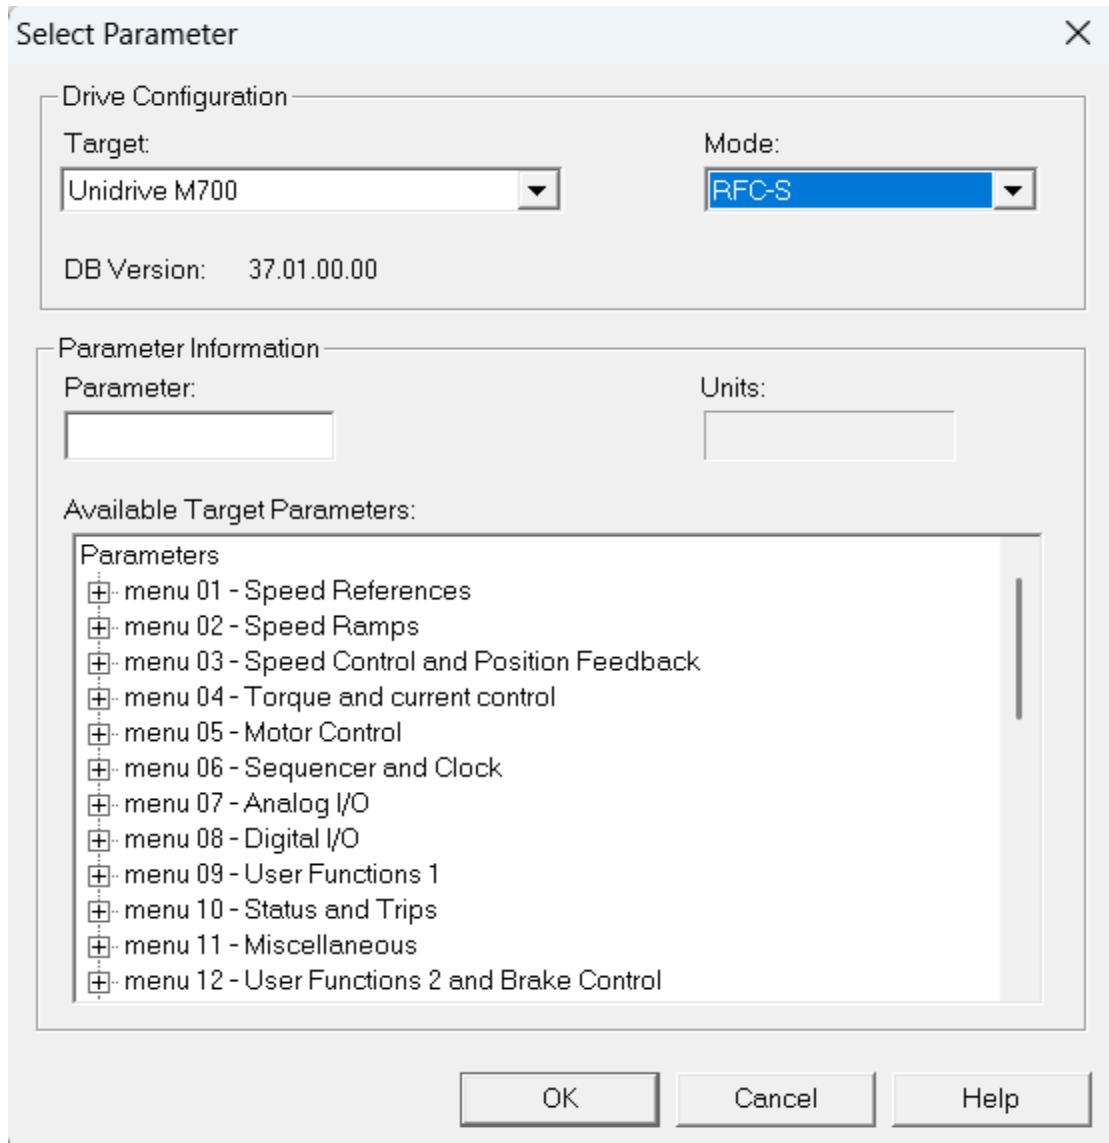 Select Parameter
Drive Configuration
Target: Mode:
Unidrive M700 RFC-S
DB Version: 37.01.00.00
Parameter Information
Parameter: Units:
Available Target Parameters:
Parameters
menu 01 - Speed References
menu 02 - Speed Ramps
menu 03 - Speed Control and Position Feedback
menu 04 - Torque and current control
menu 05 - Motor Control
menu 06 - Sequencer and Clock
menu 07 - Analog I/O
menu 08 - Digital I/O
menu 09 - User Functions 1
menu 10 - Status and Trips
menu 11 - Miscellaneous
menu 12 - User Functions 2 and Brake Control
OK Cancel Help